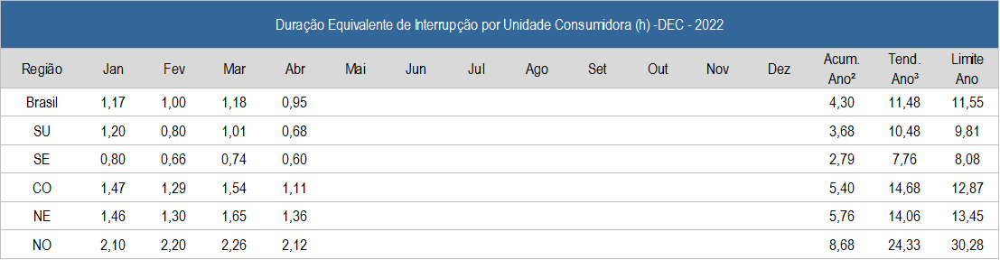 Duração Equivalente de Interrupção por Unidade Consumidora (h) -DEC - 2022
Região Jan Fev Mar Abr Mai Jun Jul Ago Set Out Nov Dez Acum. Ano² Tend. Ano³ Limite Ano
Brasil 1,17 1,00 1,18 0,95 4,30 11,48 11,55
SU 1,20 0,80 1,01 0,68 3,68 10,48 9,81
SE 0,80 0,66 0,74 0,60 2,79 7,76 8,08
CO 1,47 1,29 1,54 1,11 5,40 14,68 12,87
NE 1,46 1,30 1,65 1,36 5,76 14,06 13,45
NO 2,10 2,20 2,26 2,12 8,68 24,33 30,28